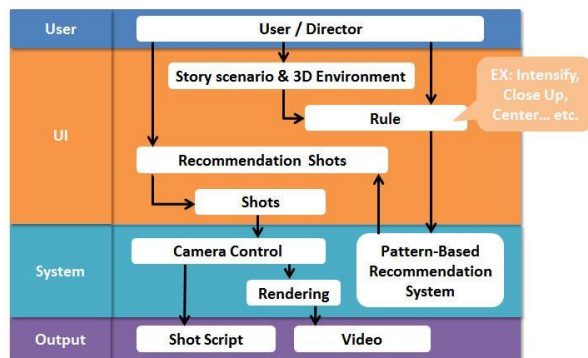 User
User / Director
Story scenario & 3D Environment
EX: Intensify,
Close Up,
Center... etc.
Rule
UI
Recommendation Shots
Shots
System
Camera Control
Pattern-Based
Recommendation
System
Rendering
Output
Shot Script
Video